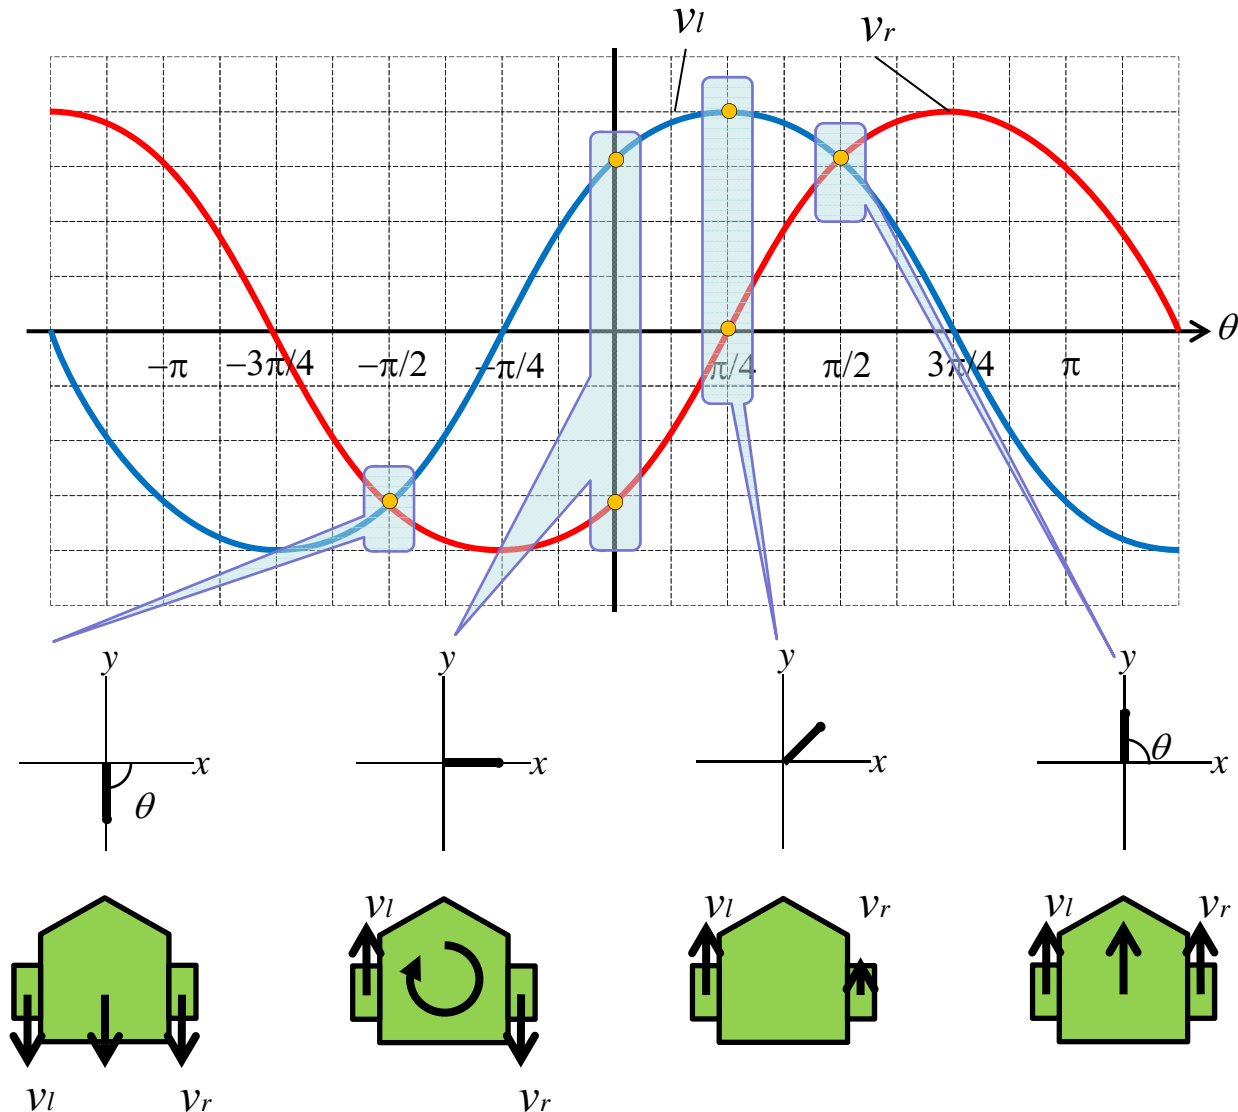 vl
vr
θ
−π −3π/4 −π/2 −π/4 π/4 π/2 3π/4 π
y y y y
x x x x
θ θ
vl vl vr vl vr
vl vr vr